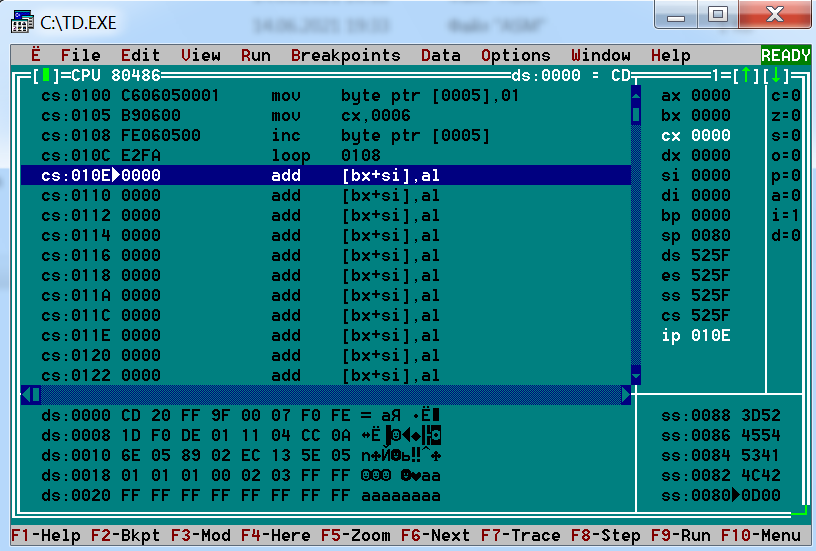 14.06.2021 19:33 Файл "ASM"
C:\TD.EXE
Ё File Edit View Run Breakpoints Data Options Window Help READY
[▮]=CPU 80486 ds:0000 = CD 1=[↑][↓]
cs:0100 C606050001 mov byte ptr [0005],01 ax 0000 c=0
cs:0105 B90600 mov cx,0006 bx 0000 z=0
cs:0108 FE060500 inc byte ptr [0005] cx 0000 s=0
cs:010C E2FA loop 0108 dx 0000 o=0
cs:010E▶0000 add [bx+si],al si 0000 p=0
cs:0110 0000 add [bx+si],al di 0000 a=0
cs:0112 0000 add [bx+si],al bp 0000 i=1
cs:0114 0000 add [bx+si],al sp 0080 d=0
cs:0116 0000 add [bx+si],al ds 525F
cs:0118 0000 add [bx+si],al es 525F
cs:011A 0000 add [bx+si],al ss 525F
cs:011C 0000 add [bx+si],al cs 525F
cs:011E 0000 add [bx+si],al ip 010E
cs:0120 0000 add [bx+si],al
cs:0122 0000 add [bx+si],al
ds:0000 CD 20 FF 9F 00 07 F0 FE = аЯ ·Ё■ ss:0088 3D52
ds:0008 1D F0 DE 01 11 04 CC 0A ↔Ё▐☺◄♦╠◙ ss:0086 4554
ds:0010 6E 05 89 02 EC 13 5E 05 n♣Й☻ь‼^♣ ss:0084 5341
ds:0018 01 01 01 00 02 03 FF FF ☺☺☺ ☻♥aa ss:0082 4C42
ds:0020 FF FF FF FF FF FF FF FF aaaaaaaa ss:0080▶0D00
F1-Help F2-Bkpt F3-Mod F4-Here F5-Zoom F6-Next F7-Trace F8-Step F9-Run F10-Menu